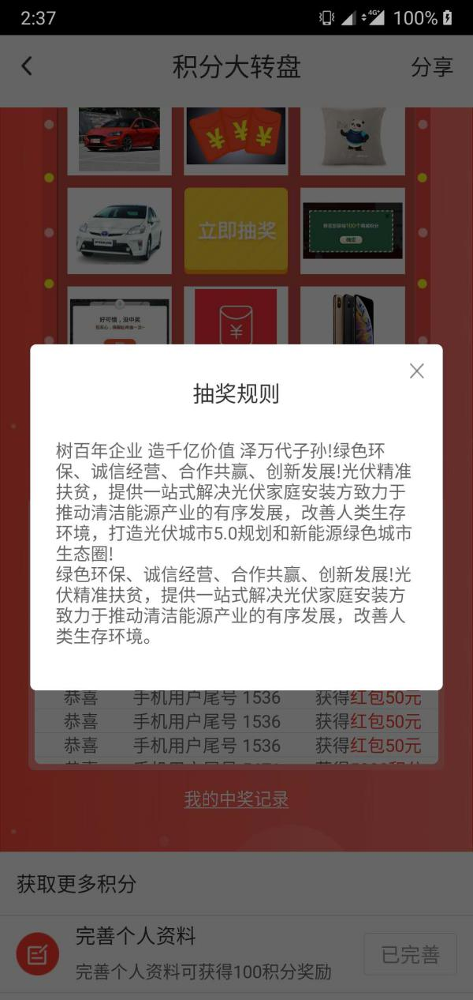 2:37
4G+
100%
积分大转盘
分享
立即抽奖
确定
好可惜，没中奖
抽奖规则
树百年企业 造千亿价值 泽万代子孙!绿色环
保、诚信经营、合作共赢、创新发展!光伏精准
扶贫，提供一站式解决光伏家庭安装方致力于
推动清洁能源产业的有序发展，改善人类生存
环境，打造光伏城市5.0规划和新能源绿色城市
生态圈!
绿色环保、诚信经营、合作共赢、创新发展!光
伏精准扶贫，提供一站式解决光伏家庭安装方
致力于推动清洁能源产业的有序发展，改善人
类生存环境。
恭喜 手机用户尾号 1536 获得红包50元
恭喜 手机用户尾号 1536 获得红包50元
恭喜 手机用户尾号 1536 获得红包50元
我的中奖记录
获取更多积分
完善个人资料
已完善
完善个人资料可获得100积分奖励